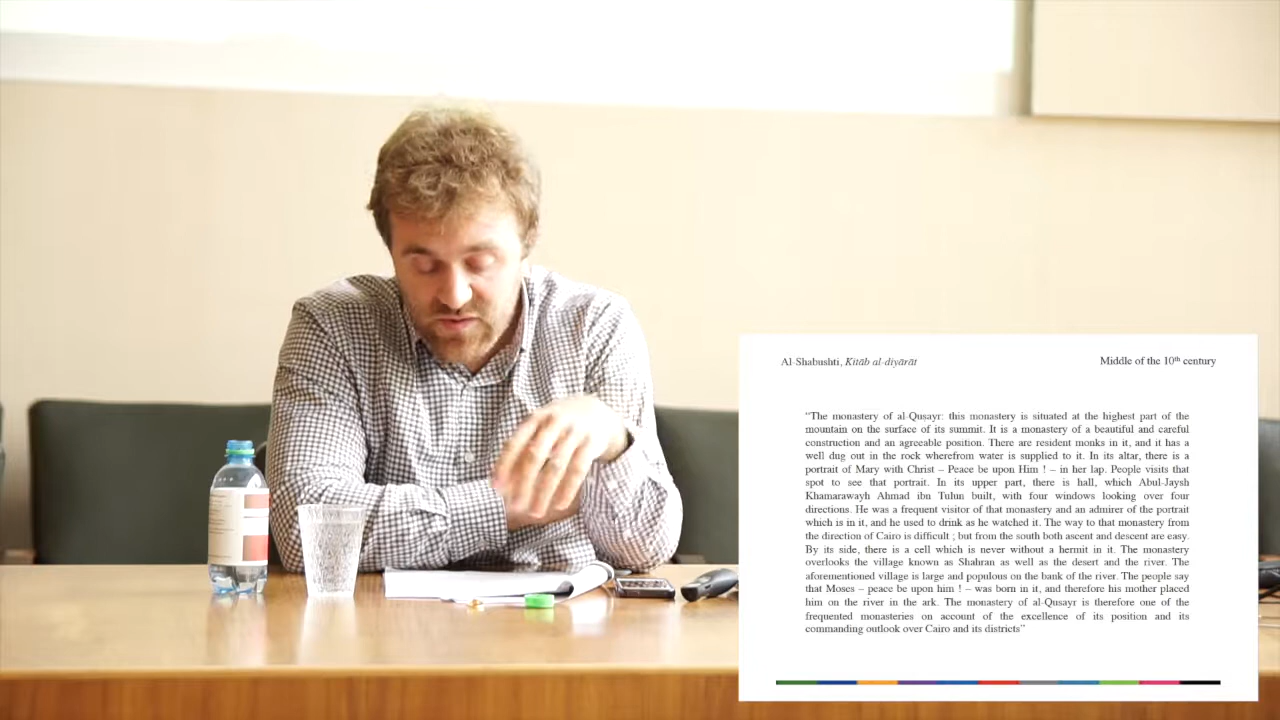 Al-Shabushti, Kitāb al-diyārāt
Middle of the 10th century
“The monastery of al-Quṣayr: this monastery is situated at the highest part of the
mountain on the surface of its summit. It is a monastery of a beautiful and careful
construction and an agreeable position. There are resident monks in it, and it has a
well dug out in the rock wherefrom water is supplied to it. In its altar, there is a
portrait of Mary with Christ – Peace be upon Him ! – in her lap. People visits that
spot to see that portrait. In its upper part, there is hall, which Abul-Jaysh
Khamarawayh Ahmad ibn Tulun built, with four windows looking over four
directions. He was a frequent visitor of that monastery and an admirer of the portrait
which is in it, and he used to drink as he watched it. The way to that monastery from
the direction of Cairo is difficult ; but from the south both ascent and descent are easy.
By its side, there is a cell which is never without a hermit in it. The monastery
overlooks the village known as Shahran as well as the desert and the river. The
aforementioned village is large and populous on the bank of the river. The people say
that Moses – peace be upon him ! – was born in it, and therefore his mother placed
him on the river in the ark. The monastery of al-Qusayr is therefore one of the
frequented monasteries on account of the excellence of its position and its
commanding outlook over Cairo and its districts”